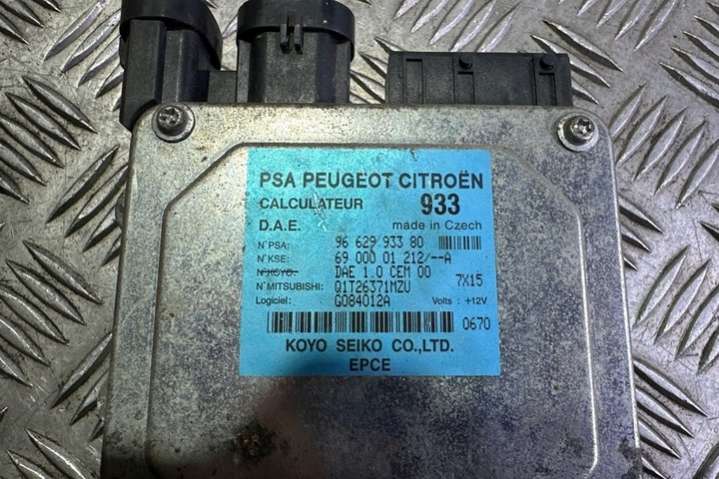 PSA PEUGEOT CITROËN
CALCULATEUR 933
D.A.E. made in Czech
N°PSA: 96 629 933 80
N°KSE: 69 000 01 212/--A
N°KOYO: DAE 1.0 CEM 00 7X15
N°MITSUBISHI: Q1T26371MZU
Logiciel: G084012A Volts : +12V
0670
KOYO SEIKO CO.,LTD.
EPCE